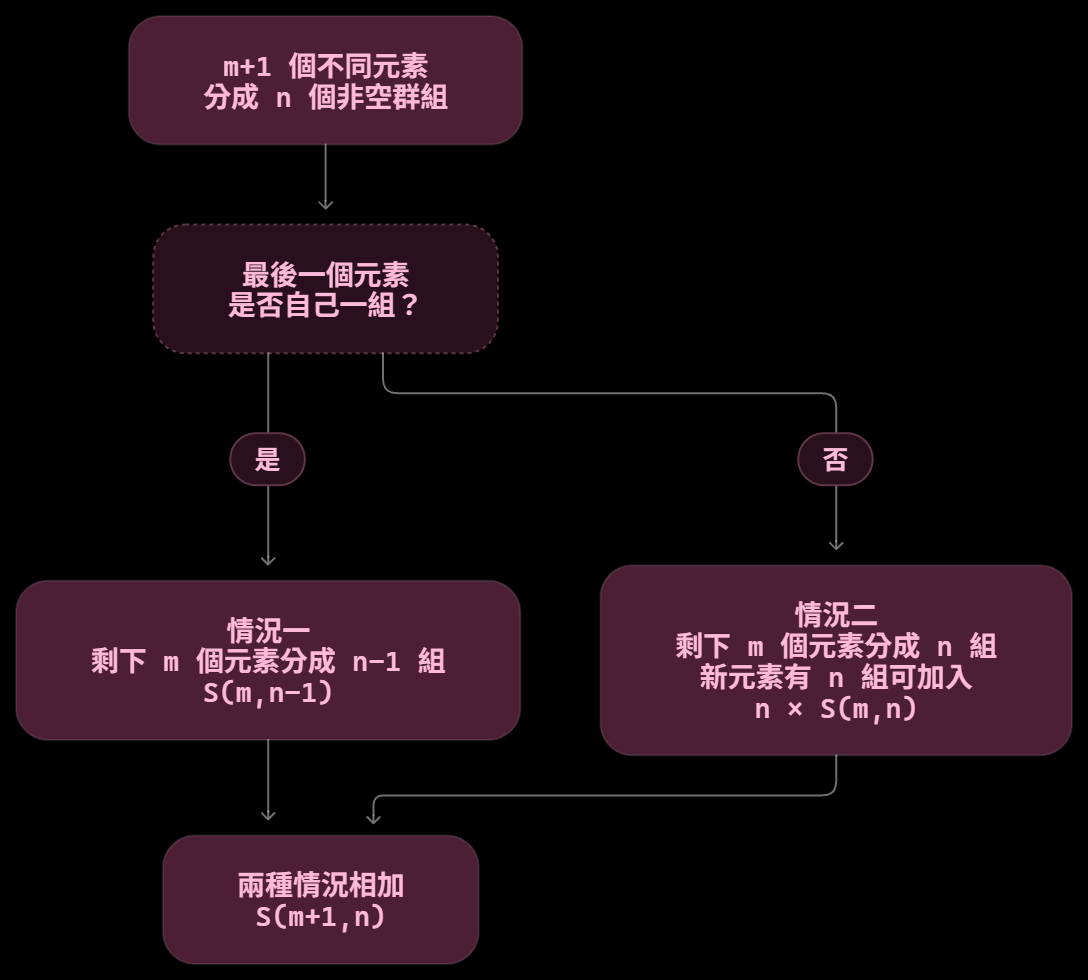 m+1 個不同元素
分成 n 個非空群組
最後一個元素
是否自己一組？
是
否
情況一
剩下 m 個元素分成 n−1 組
S(m,n−1)
情況二
剩下 m 個元素分成 n 組
新元素有 n 組可加入
n × S(m,n)
兩種情況相加
S(m+1,n)